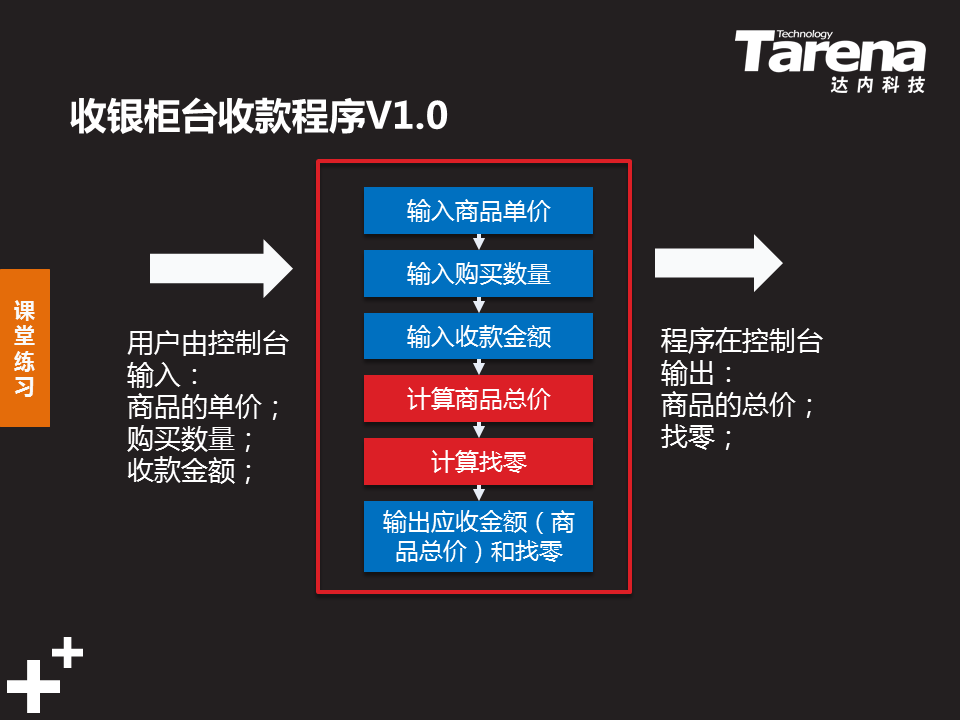 Technology
Tarena
达内科技
收银柜台收款程序V1.0
课
堂
练
习
用户由控制台
输入：
商品的单价；
购买数量；
收款金额；
输入商品单价
输入购买数量
输入收款金额
计算商品总价
计算找零
输出应收金额（商
品总价）和找零
程序在控制台
输出：
商品的总价；
找零；